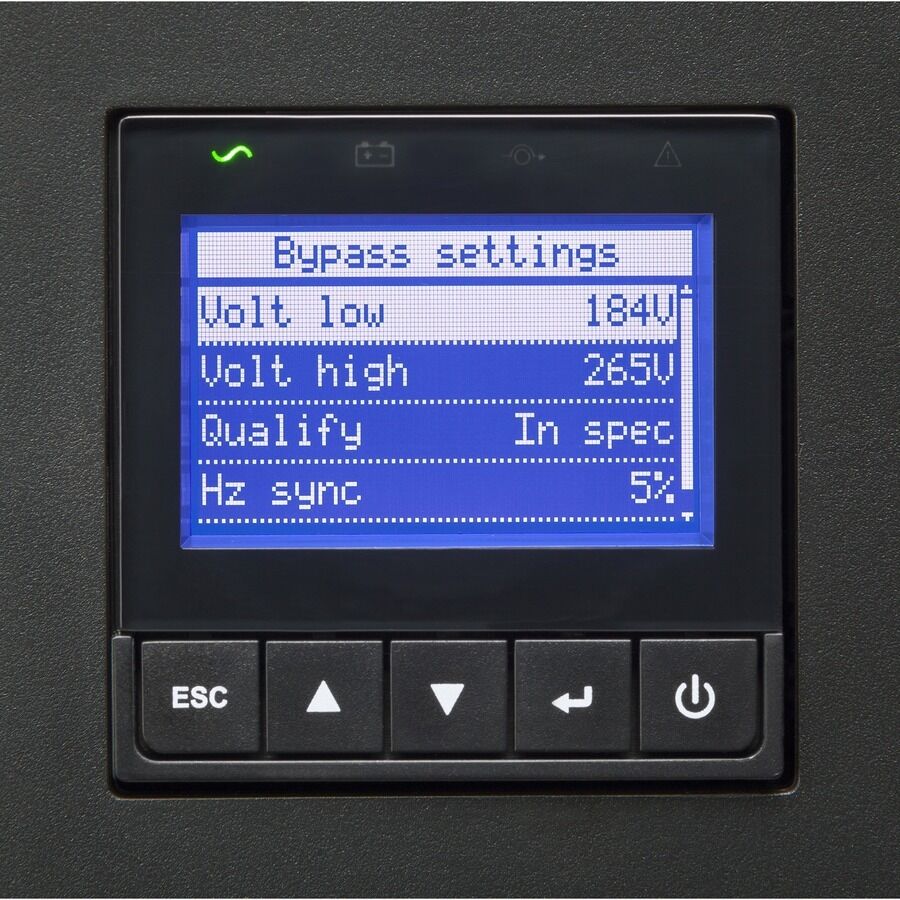 Bypass settings
Volt low 184V
Volt high 265V
Qualify In spec
Hz sync 5%
ESC